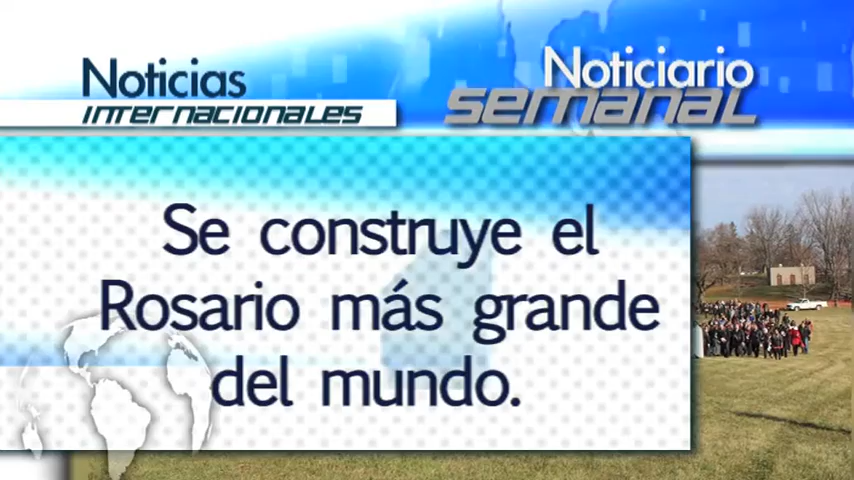 Noticias
internacionales
Noticiario
semanal
Se construye el
Rosario más grande
del mundo.